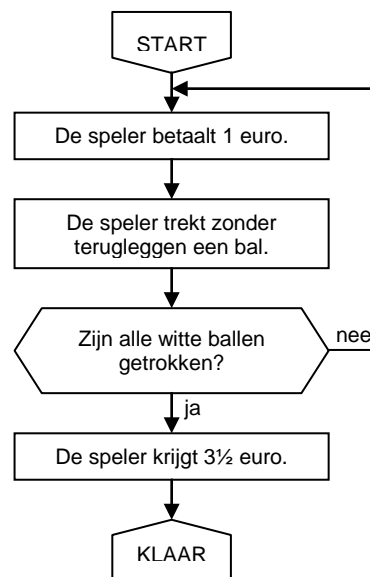 START
De speler betaalt 1 euro.
De speler trekt zonder
terugleggen een bal.
Zijn alle witte ballen
getrokken?
nee
ja
De speler krijgt 3½ euro.
KLAAR